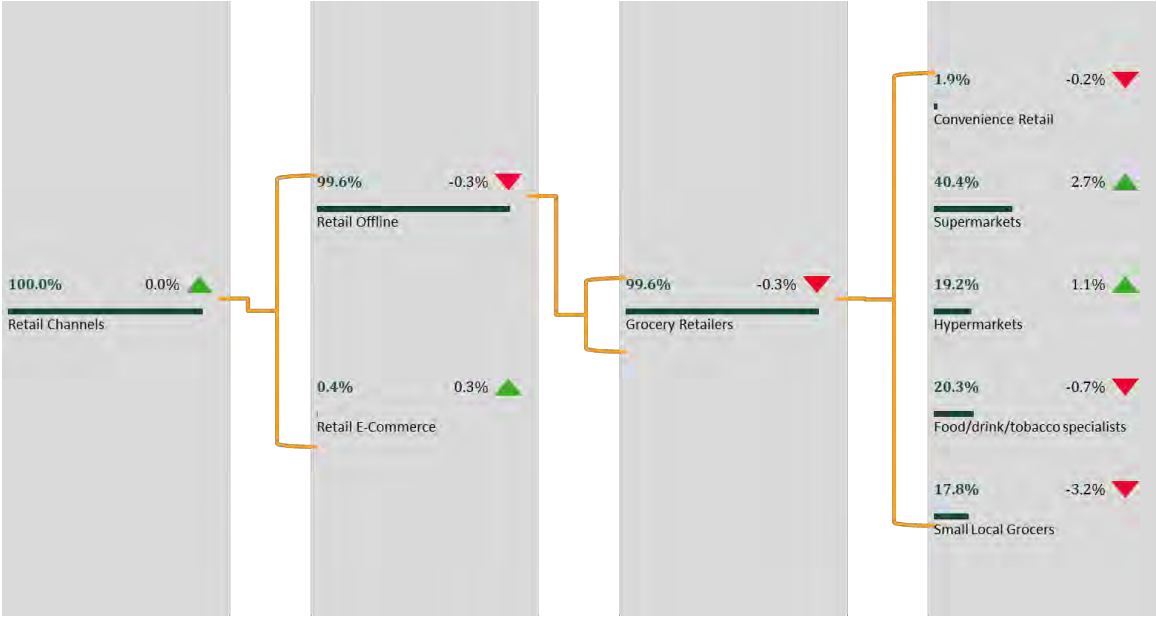 100.0% 0.0%
Retail Channels
99.6% -0.3%
Retail Offline
0.4% 0.3%
Retail E-Commerce
99.6% -0.3%
Grocery Retailers
1.9% -0.2%
Convenience Retail
40.4% 2.7%
Supermarkets
19.2% 1.1%
Hypermarkets
20.3% -0.7%
Food/drink/tobacco specialists
17.8% -3.2%
Small Local Grocers